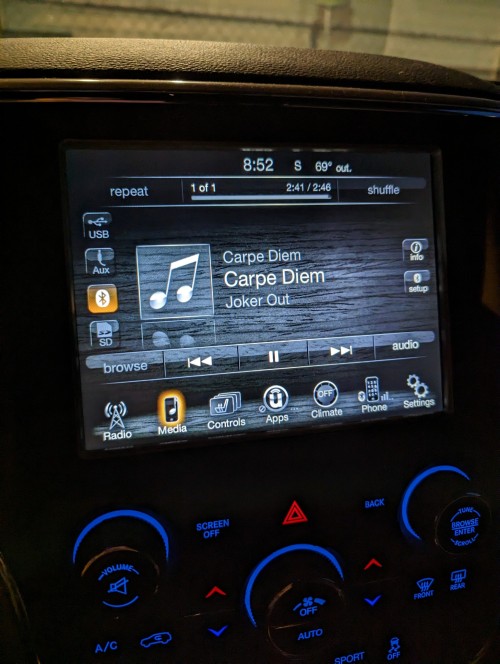 8:52 S 69° out.
repeat 1 of 1 2:41 / 2:46 shuffle
USB
Aux
SD
Carpe Diem
Carpe Diem
Joker Out
info
setup
browse audio
Radio Media Controls Apps OFF Climate Phone Settings
SCREEN OFF
BACK
VOLUME
TUNE
BROWSE
ENTER
SCROLL
OFF
AUTO
FRONT REAR
A/C
SPORT
OFF